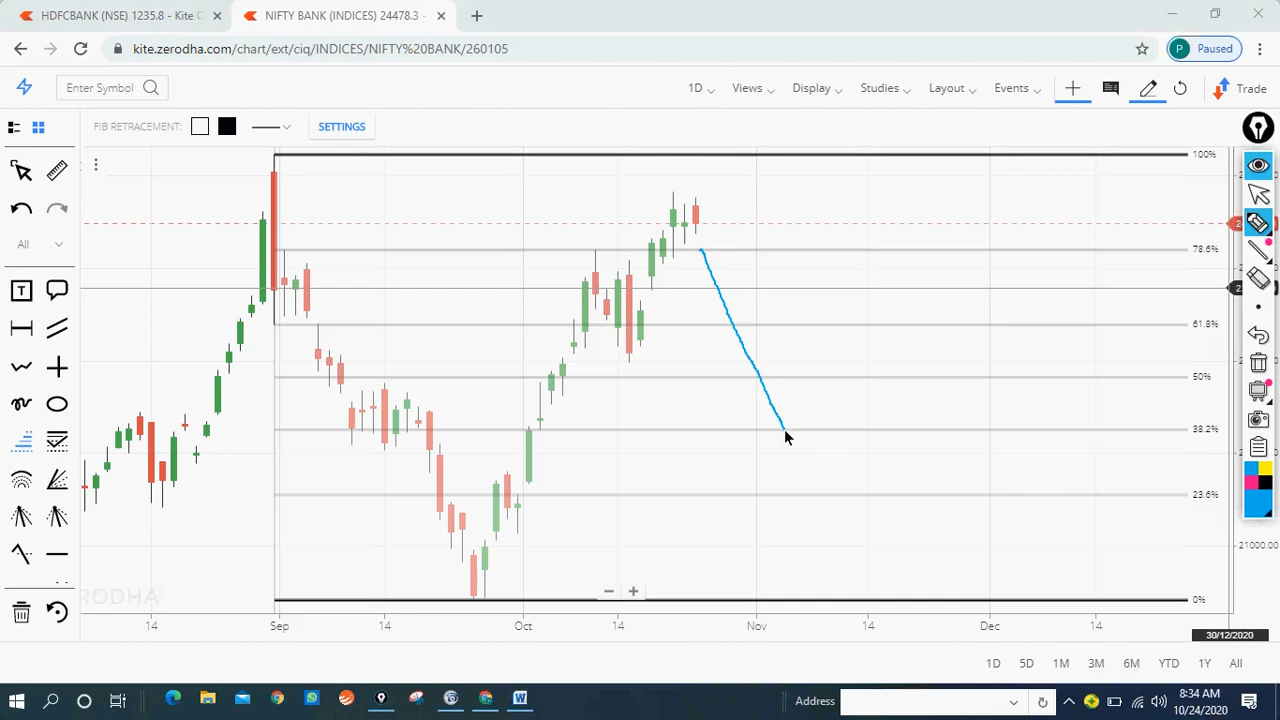 HDFCBANK (NSE) 1235.8 - Kite
NIFTY BANK (INDICES) 24478.3 -
kite.zerodha.com/chart/ext/ciq/INDICES/NIFTY%20BANK/260105
P Paused
Enter Symbol
1D Views Display Studies Layout Events Trade
FIB RETRACEMENT: SETTINGS
100%
78.6%
61.8%
50%
38.2%
23.6%
21000.00
0%
All
T
14 Sep 14 Oct 14 Nov 14 Dec 14
30/12/2020
1D 5D 1M 3M 6M YTD 1Y All
Address
8:34 AM
10/24/2020